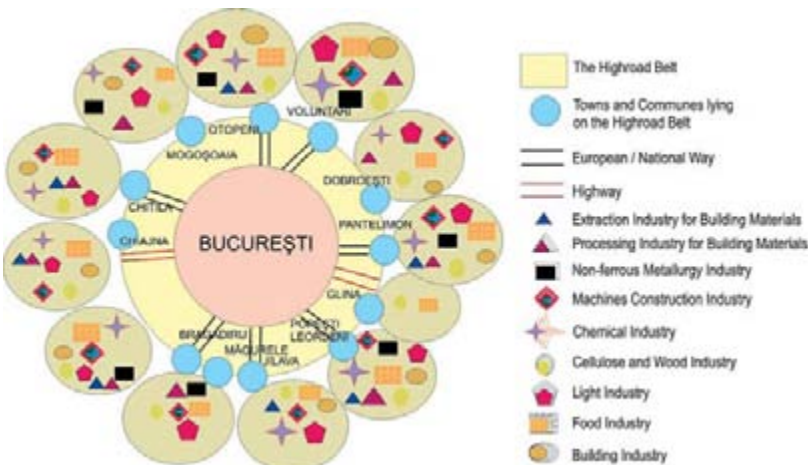 OTOPENI
VOLUNTARI
MOGOȘOAIA
DOBROEȘTI
CHITILA
PANTELIMON
CHIAJNA
BUCUREȘTI
GLINA
BRAGADIRU
POPEȘTI
LEORDENI
MĂGURELE
JILAVA
The Highroad Belt
Towns and Communes lying
on the Highroad Belt
European / National Way
Highway
Extraction Industry for Building Materials
Processing Industry for Building Materials
Non-ferrous Metallurgy Industry
Machines Construction Industry
Chemical Industry
Cellulose and Wood Industry
Light Industry
Food Industry
Building Industry